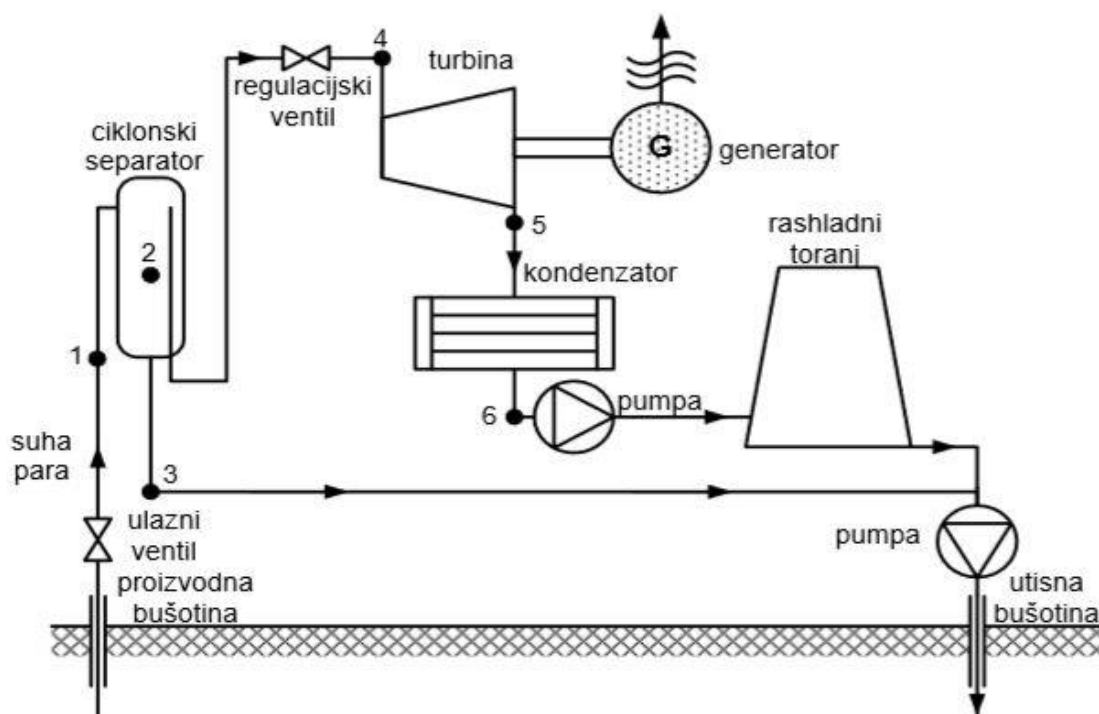 4
turbina
regulacijski
ventil
ciklonski
separator
G
generator
2
5
rashladni
toranj
kondenzator
1
6
pumpa
suha
para
3
ulazni
ventil
pumpa
proizvodna
bušotina
utisna
bušotina